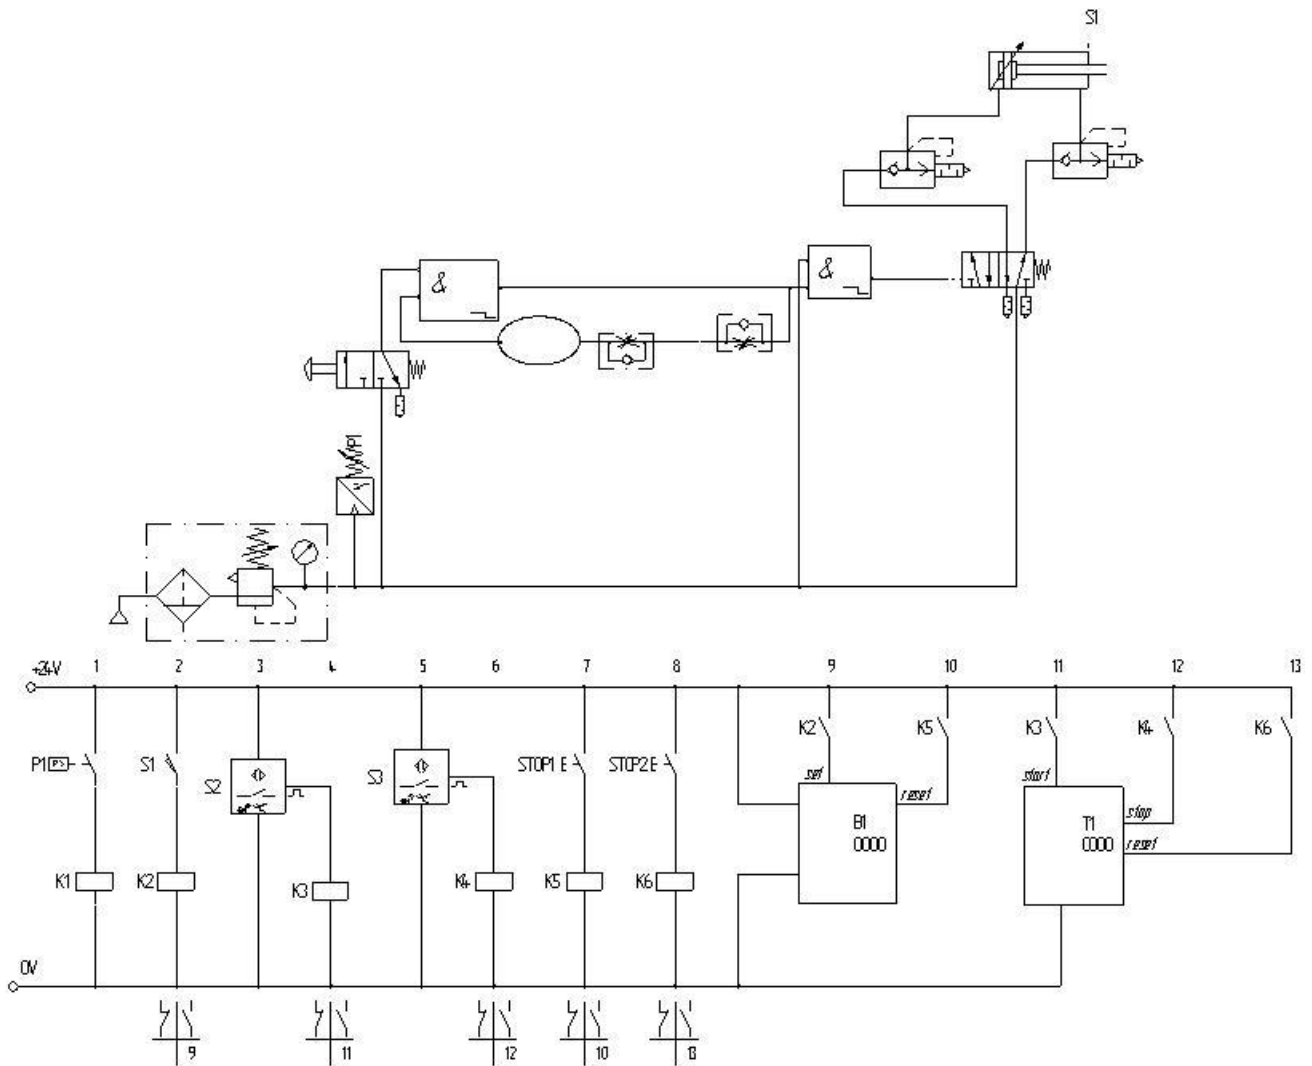 S1
&
&
P1
+24V 1 2 3 4 5 6 7 8 9 10 11 12 13
K2 K5 K3 K4 K6
P1 P> S1 S2 S3 STOP1 E STOP2 E
set reset start stop reset
B1 T1
0000 0000
K1 K2 K3 K4 K5 K6
0V
9 11 12 10 13